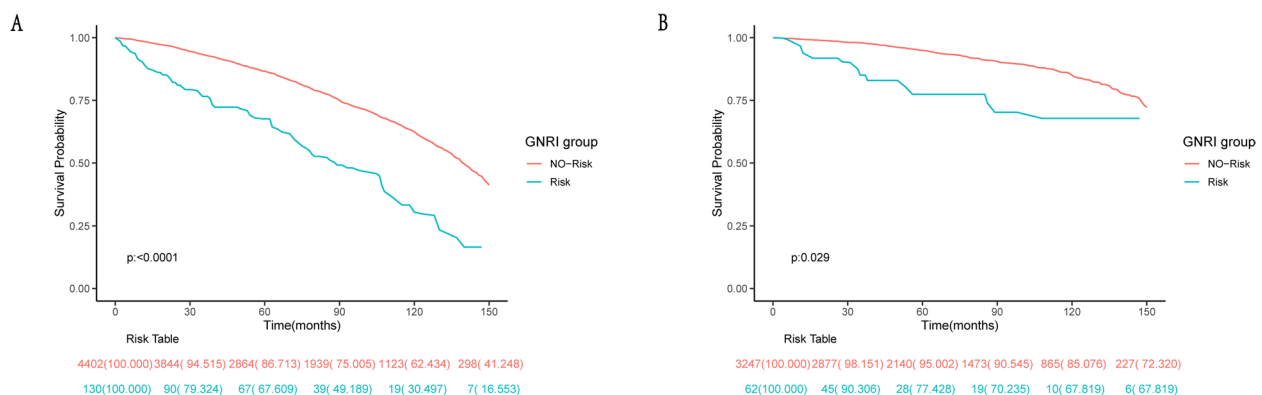 A
1.00
0.75
0.50
0.25
0.00
Survival Probability
p:<0.0001
0 30 60 90 120 150
Time(months)
GNRI group
NO−Risk
Risk
Risk Table
4402(100.000) 3844( 94.515) 2864( 86.713) 1939( 75.005) 1123( 62.434) 298( 41.248)
130(100.000) 90( 79.324) 67( 67.609) 39( 49.189) 19( 30.497) 7( 16.553)
B
1.00
0.75
0.50
0.25
0.00
Survival Probability
p:0.029
0 30 60 90 120 150
Time(months)
GNRI group
NO−Risk
Risk
Risk Table
3247(100.000) 2877( 98.151) 2140( 95.002) 1473( 90.545) 865( 85.076) 227( 72.320)
62(100.000) 45( 90.306) 28( 77.428) 19( 70.235) 10( 67.819) 6( 67.819)